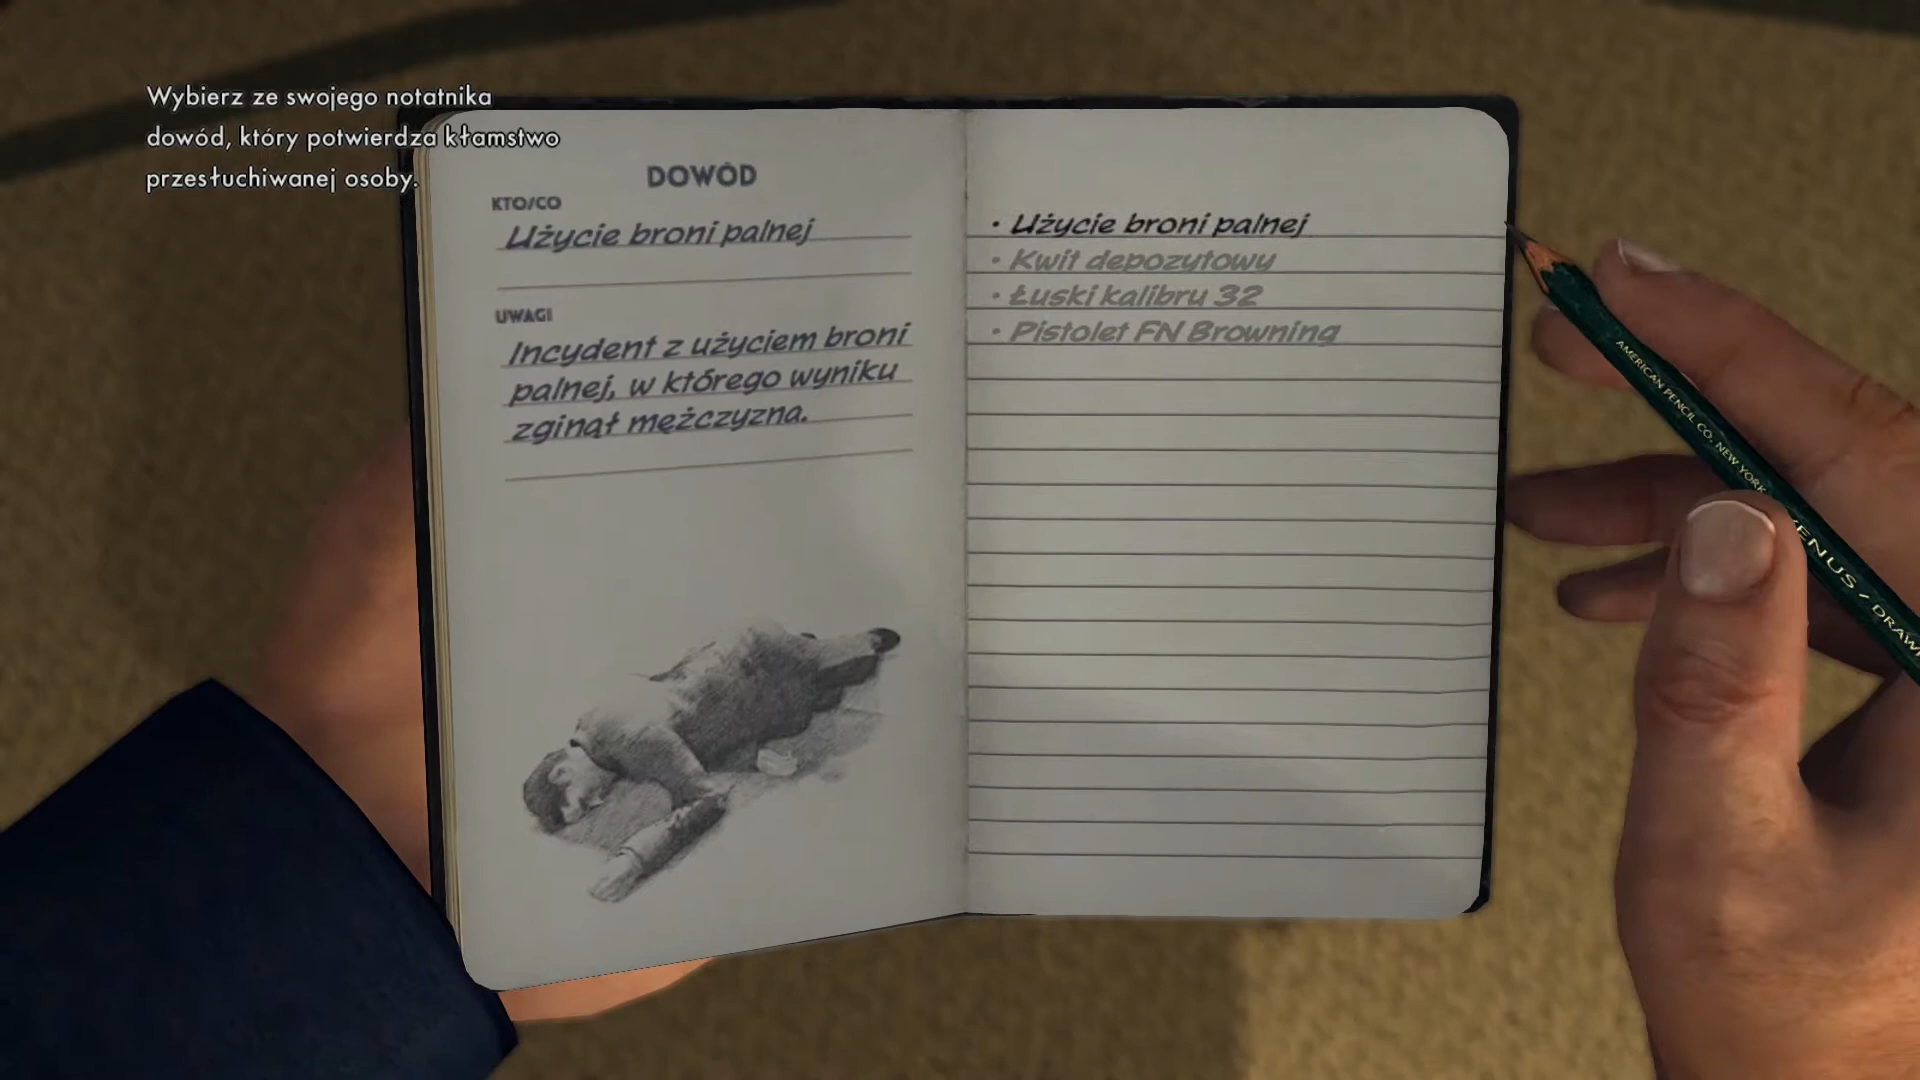 Wybierz ze swojego notatnika
dowód, który potwierdza kłamstwo
przesłuchiwanej osoby.
DOWÓD
KTO/CO
Użycie broni palnej
UWAGI
Incydent z użyciem broni
palnej, w którego wyniku
zginął mężczyzna.
• Użycie broni palnej
• Kwit depozytowy
• Łuski kalibru 32
• Pistolet FN Browning
AMERICAN PENCIL CO. NEW YORK
VENUS / DRAW